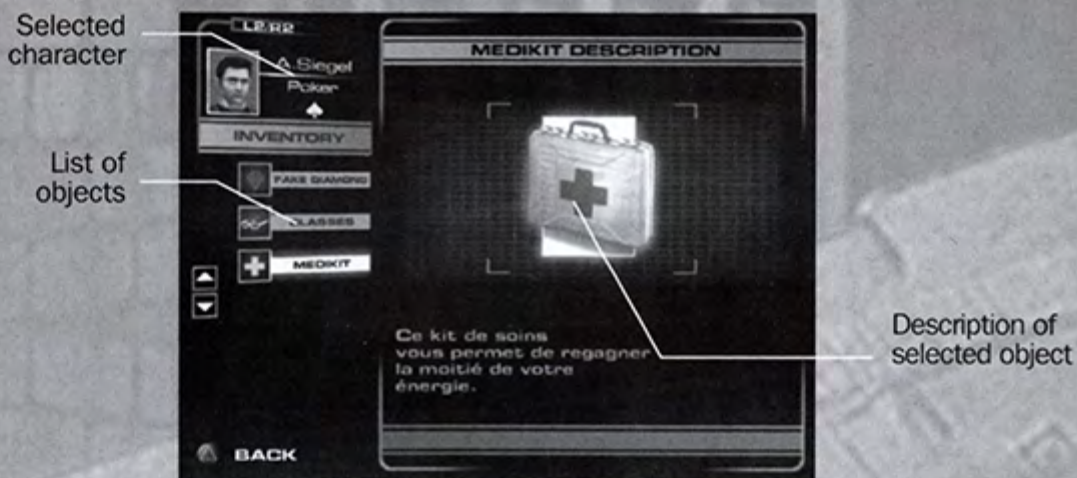 Selected
character
L2/R2
A.Siegel
Poker
INVENTORY
List of
objects
FAKE DIAMOND
GLASSES
MEDIKIT
MEDIKIT DESCRIPTION
Ce kit de soins
vous permet de regagner
la moitié de votre
énergie.
Description of
selected object
BACK